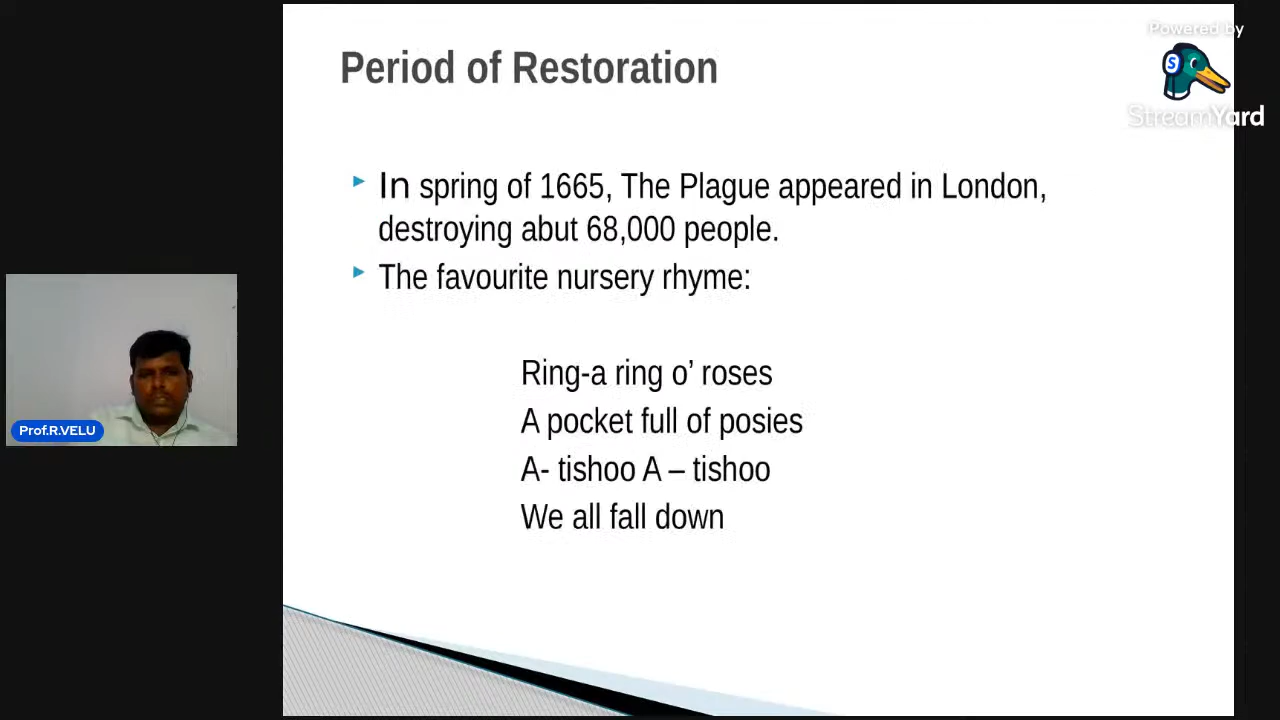 Period of Restoration
Powered by
S
StreamYard
In spring of 1665, The Plague appeared in London,
destroying abut 68,000 people.
The favourite nursery rhyme:
Ring-a ring o’ roses
A pocket full of posies
A- tishoo A – tishoo
We all fall down
Prof.R.VELU